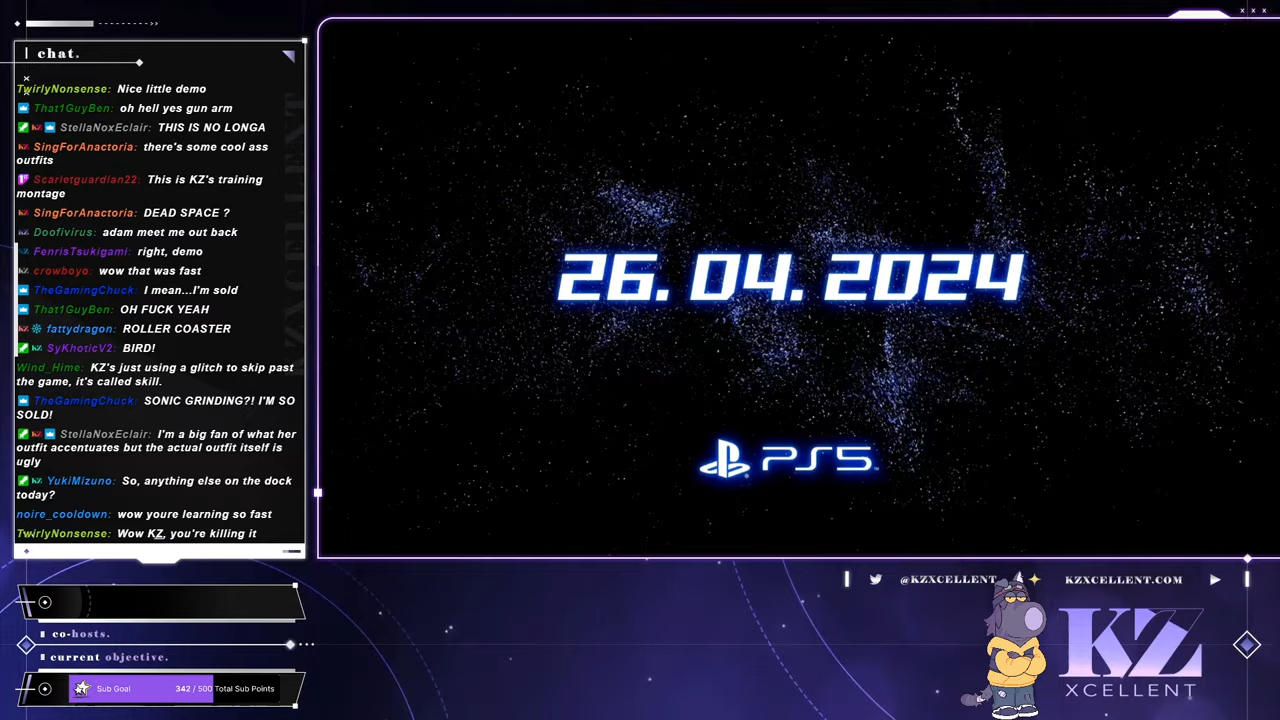 chat.
TwirlyNonsense: Nice little demo
That1GuyBen: oh hell yes gun arm
StellaNoxEclair: THIS IS NO LONGA
SingForAnactoria: there's some cool ass
outfits
Scarletguardian22: This is KZ's training
montage
SingForAnactoria: DEAD SPACE ?
Doofivirus: adam meet me out back
FenrisTsukigami: right, demo
crowboyo: wow that was fast
TheGamingChuck: I mean...I'm sold
That1GuyBen: OH FUCK YEAH
fattydragon: ROLLER COASTER
SyKhoticV2: BIRD!
Wind_Hime: KZ's just using a glitch to skip past
the game, it's called skill.
TheGamingChuck: SONIC GRINDING?! I'M SO
SOLD!
StellaNoxEclair: I'm a big fan of what her
outfit accentuates but the actual outfit itself is
ugly
YukiMizuno: So, anything else on the dock
today?
noire_cooldown: wow youre learning so fast
TwirlyNonsense: Wow KZ, you're killing it
KZXCELLENT
26. 04. 2024
PS5
co-hosts.
current objective.
Sub Goal 342 / 500 Total Sub Points
@KZXCELLENT
KZXCELLENT.COM
KZ
XCELLENT